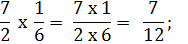 7/2 x 1/6 = 7 x 1/2 x 6 = 7/12;